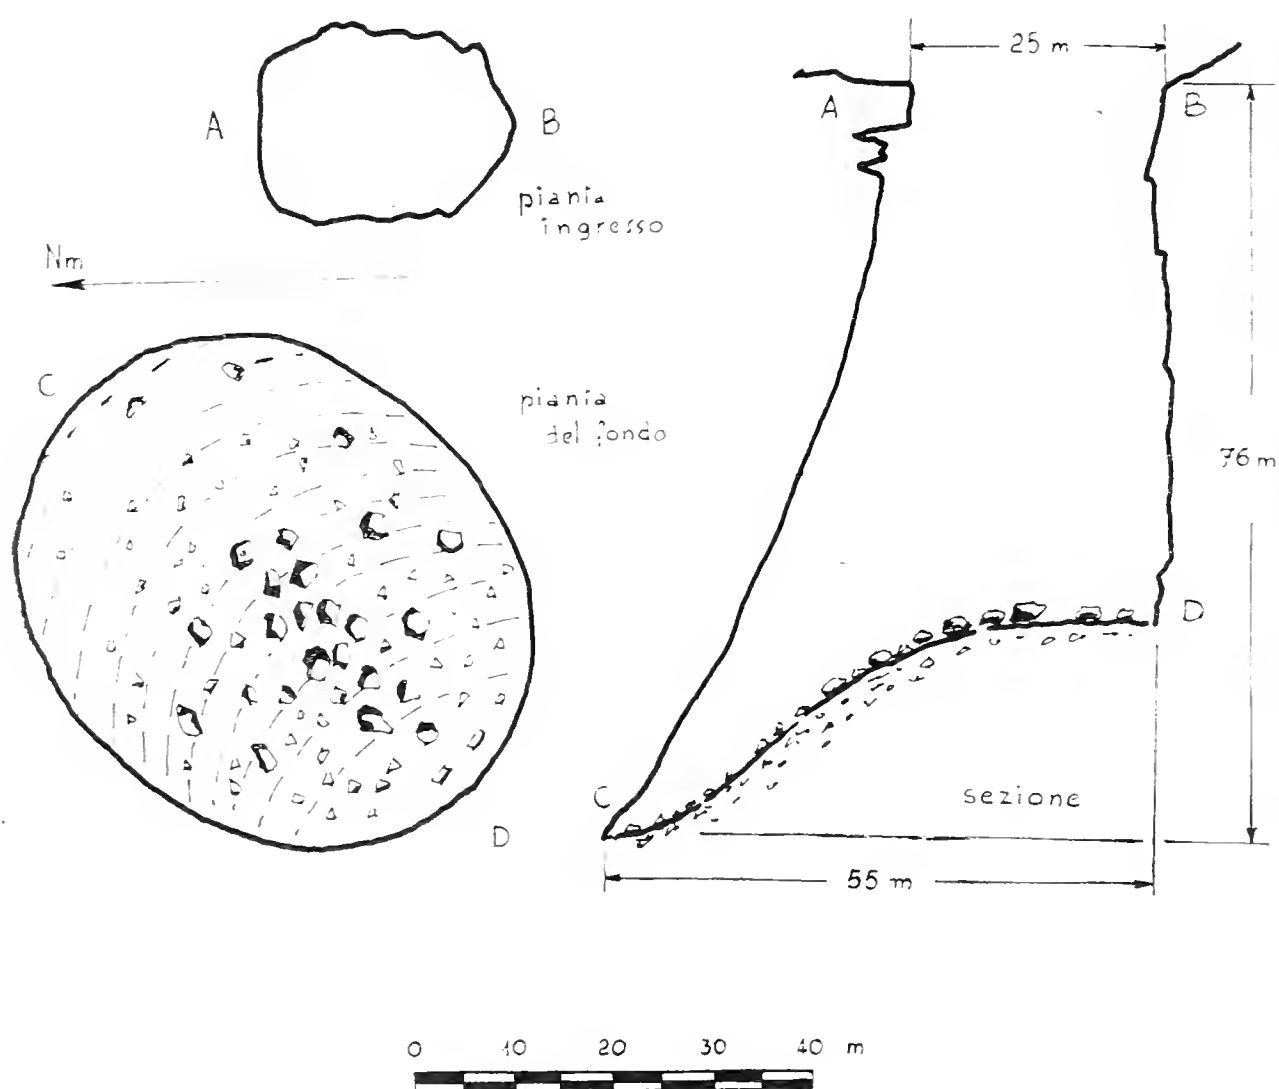 25 m
A
B
A
B
pianta
ingresso
Nm
C
pianta
del fondo
76 m
D
C
sezione
D
55 m
0 10 20 30 40 m